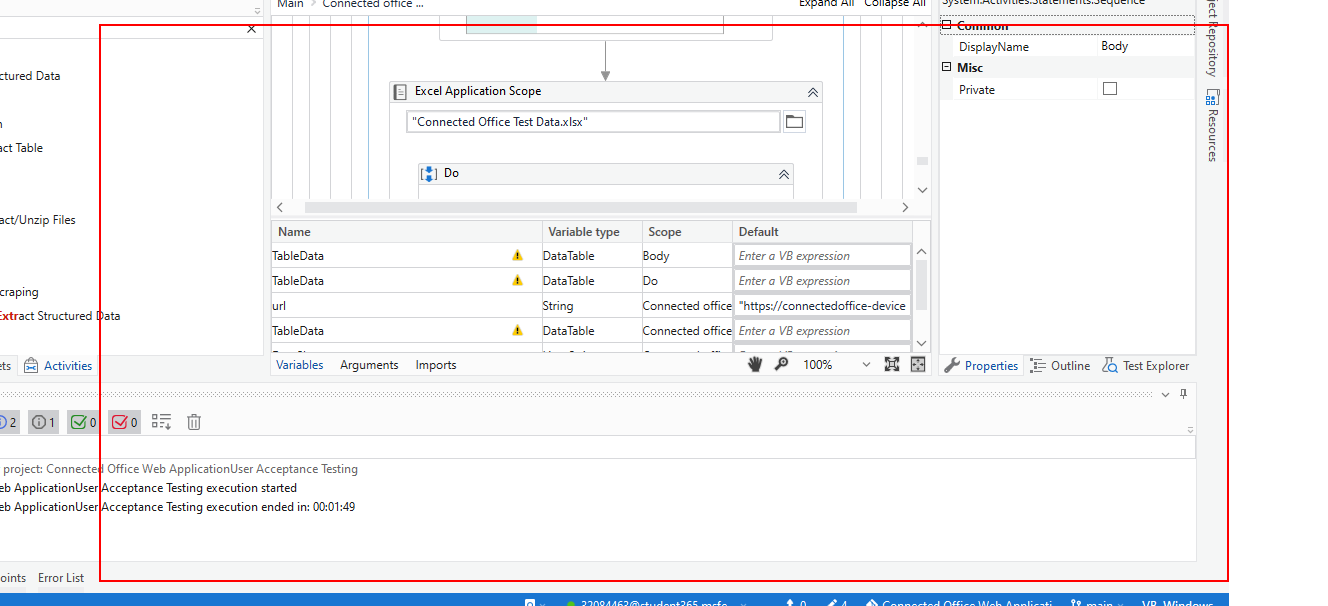 Main > Connected office ...
Expand All Collapse All
System.Activities.Statements.Sequence
Common
DisplayName Body
Misc
Private
ject Repository
Resources
ctured Data
n
act Table
act/Unzip Files
craping
Extract Structured Data
ets Activities
Excel Application Scope
"Connected Office Test Data.xlsx"
Do
Name Variable type Scope Default
TableData DataTable Body Enter a VB expression
TableData DataTable Do Enter a VB expression
url String Connected office "https://connectedoffice-device
TableData DataTable Connected office Enter a VB expression
Variables Arguments Imports 100%
Properties Outline Test Explorer
2 1 0 0
project: Connected Office Web ApplicationUser Acceptance Testing
eb ApplicationUser Acceptance Testing execution started
eb ApplicationUser Acceptance Testing execution ended in: 00:01:49
oints Error List
0 4 Connected Office Web Applicati main VB Windows